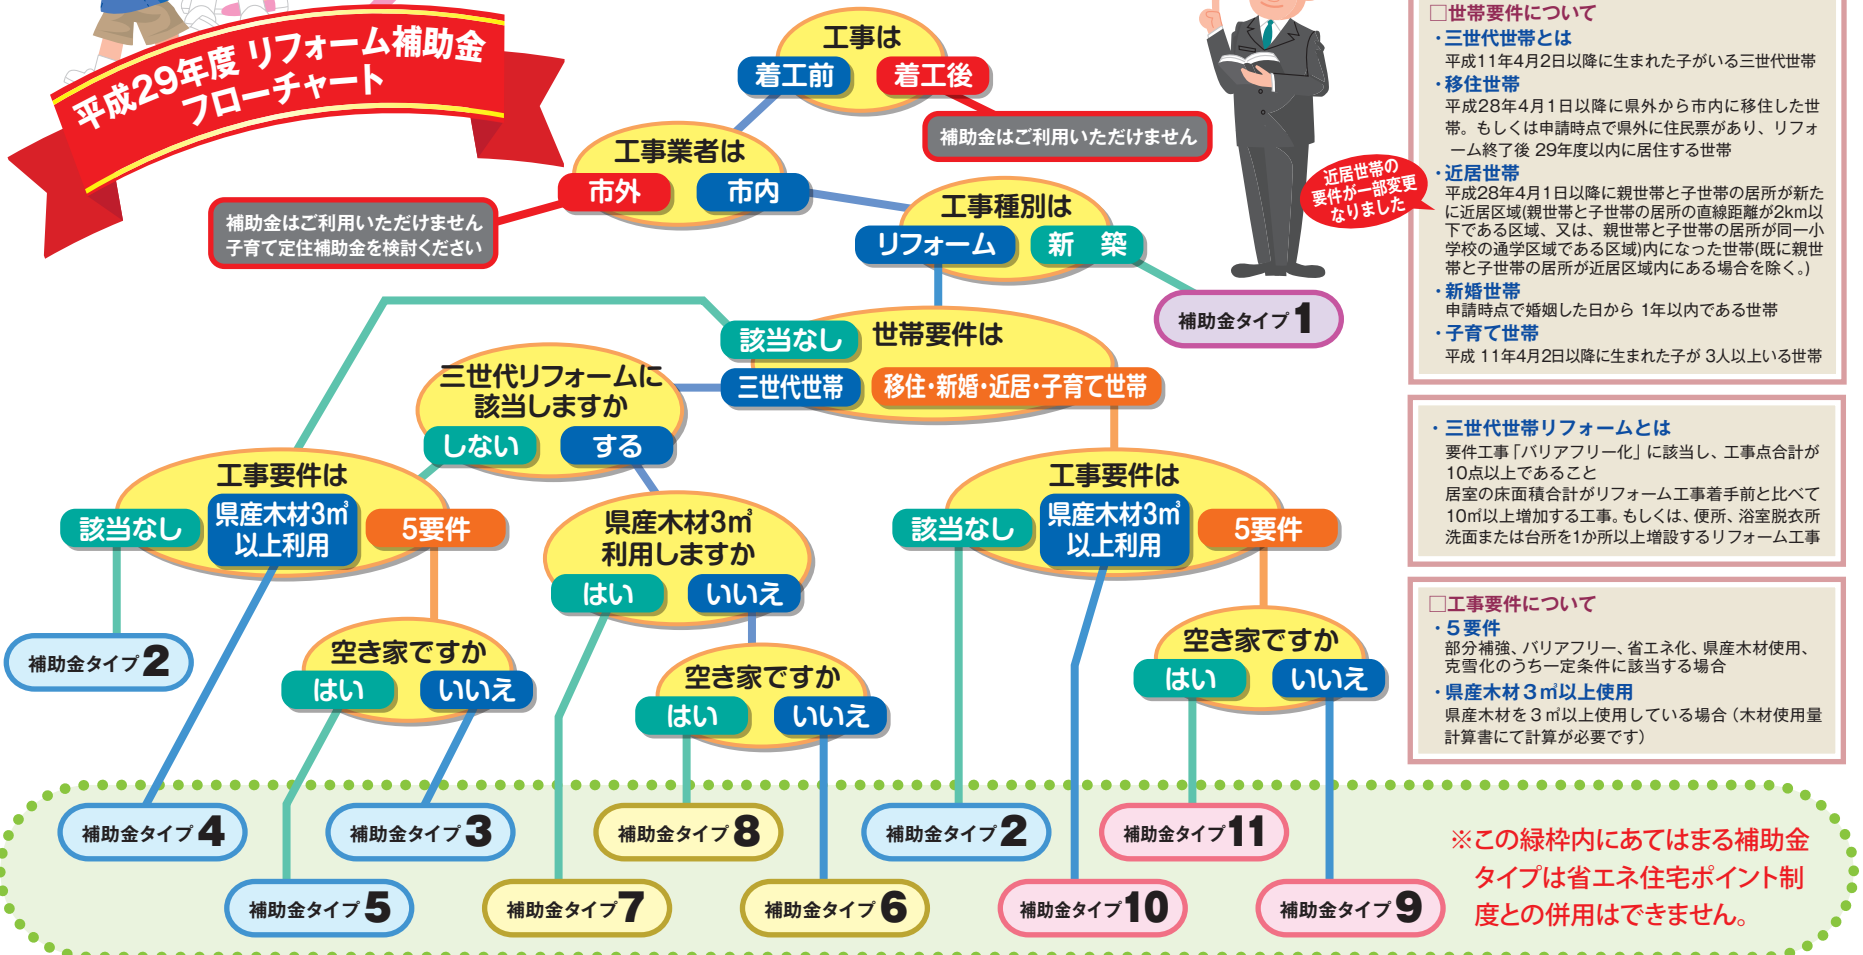 平成29年度 リフォーム補助金
フローチャート
工事は
着工前
着工後
補助金はご利用いただけません
工事業者は
市外
市内
補助金はご利用いただけません
子育て定住補助金を検討ください
工事種別は
リフォーム
新　築
補助金タイプ1
世帯要件は
該当なし
三世代世帯
移住・新婚・近居・子育て世帯
三世代リフォームに
該当しますか
しない
する
工事要件は
該当なし
県産木材3㎥
以上利用
5要件
県産木材3㎥
利用しますか
はい
いいえ
工事要件は
該当なし
県産木材3㎥
以上利用
5要件
補助金タイプ2
空き家ですか
はい
いいえ
空き家ですか
はい
いいえ
空き家ですか
はい
いいえ
補助金タイプ4
補助金タイプ3
補助金タイプ8
補助金タイプ2
補助金タイプ11
補助金タイプ5
補助金タイプ7
補助金タイプ6
補助金タイプ10
補助金タイプ9
※この緑枠内にあてはまる補助金
タイプは省エネ住宅ポイント制
度との併用はできません。
近居世帯の
要件が一部変更
なりました
□世帯要件について
・三世代世帯とは
平成11年4月2日以降に生まれた子がいる三世代世帯
・移住世帯
平成28年4月1日以降に県外から市内に移住した世
帯。もしくは申請時点で県外に住民票があり、リフォ
ーム終了後 29年度以内に居住する世帯
・近居世帯
平成28年4月1日以降に親世帯と子世帯の居所が新た
に近居区域(親世帯と子世帯の居所の直線距離が2km以
下である区域、又は、親世帯と子世帯の居所が同一小
学校の通学区域である区域)内になった世帯(既に親世
帯と子世帯の居所が近居区域内にある場合を除く。)
・新婚世帯
申請時点で婚姻した日から 1年以内である世帯
・子育て世帯
平成 11年4月2日以降に生まれた子が 3人以上いる世帯
・三世代世帯リフォームとは
要件工事「バリアフリー化」に該当し、工事点合計が
10点以上であること
居室の床面積合計がリフォーム工事着手前と比べて
10㎡以上増加する工事。もしくは、便所、浴室脱衣所
洗面または台所を1か所以上増設するリフォーム工事
□工事要件について
・5要件
部分補強、バリアフリー、省エネ化、県産木材使用、
克雪化のうち一定条件に該当する場合
・県産木材3㎥以上使用
県産木材を3㎥以上使用している場合（木材使用量
計算書にて計算が必要です）